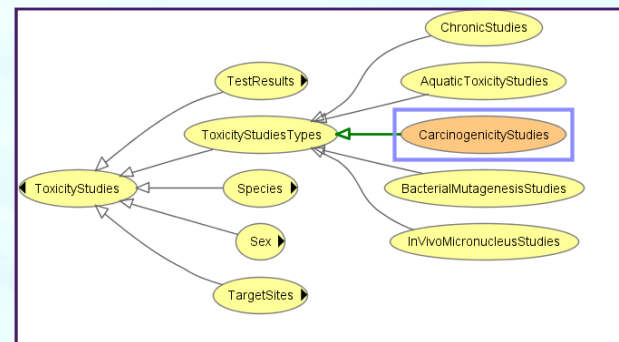 ChronicStudies
TestResults
AquaticToxicityStudies
ToxicityStudiesTypes
CarcinogenicityStudies
ToxicityStudies
Species
BacterialMutagenesisStudies
Sex
InVivoMicronucleusStudies
TargetSites